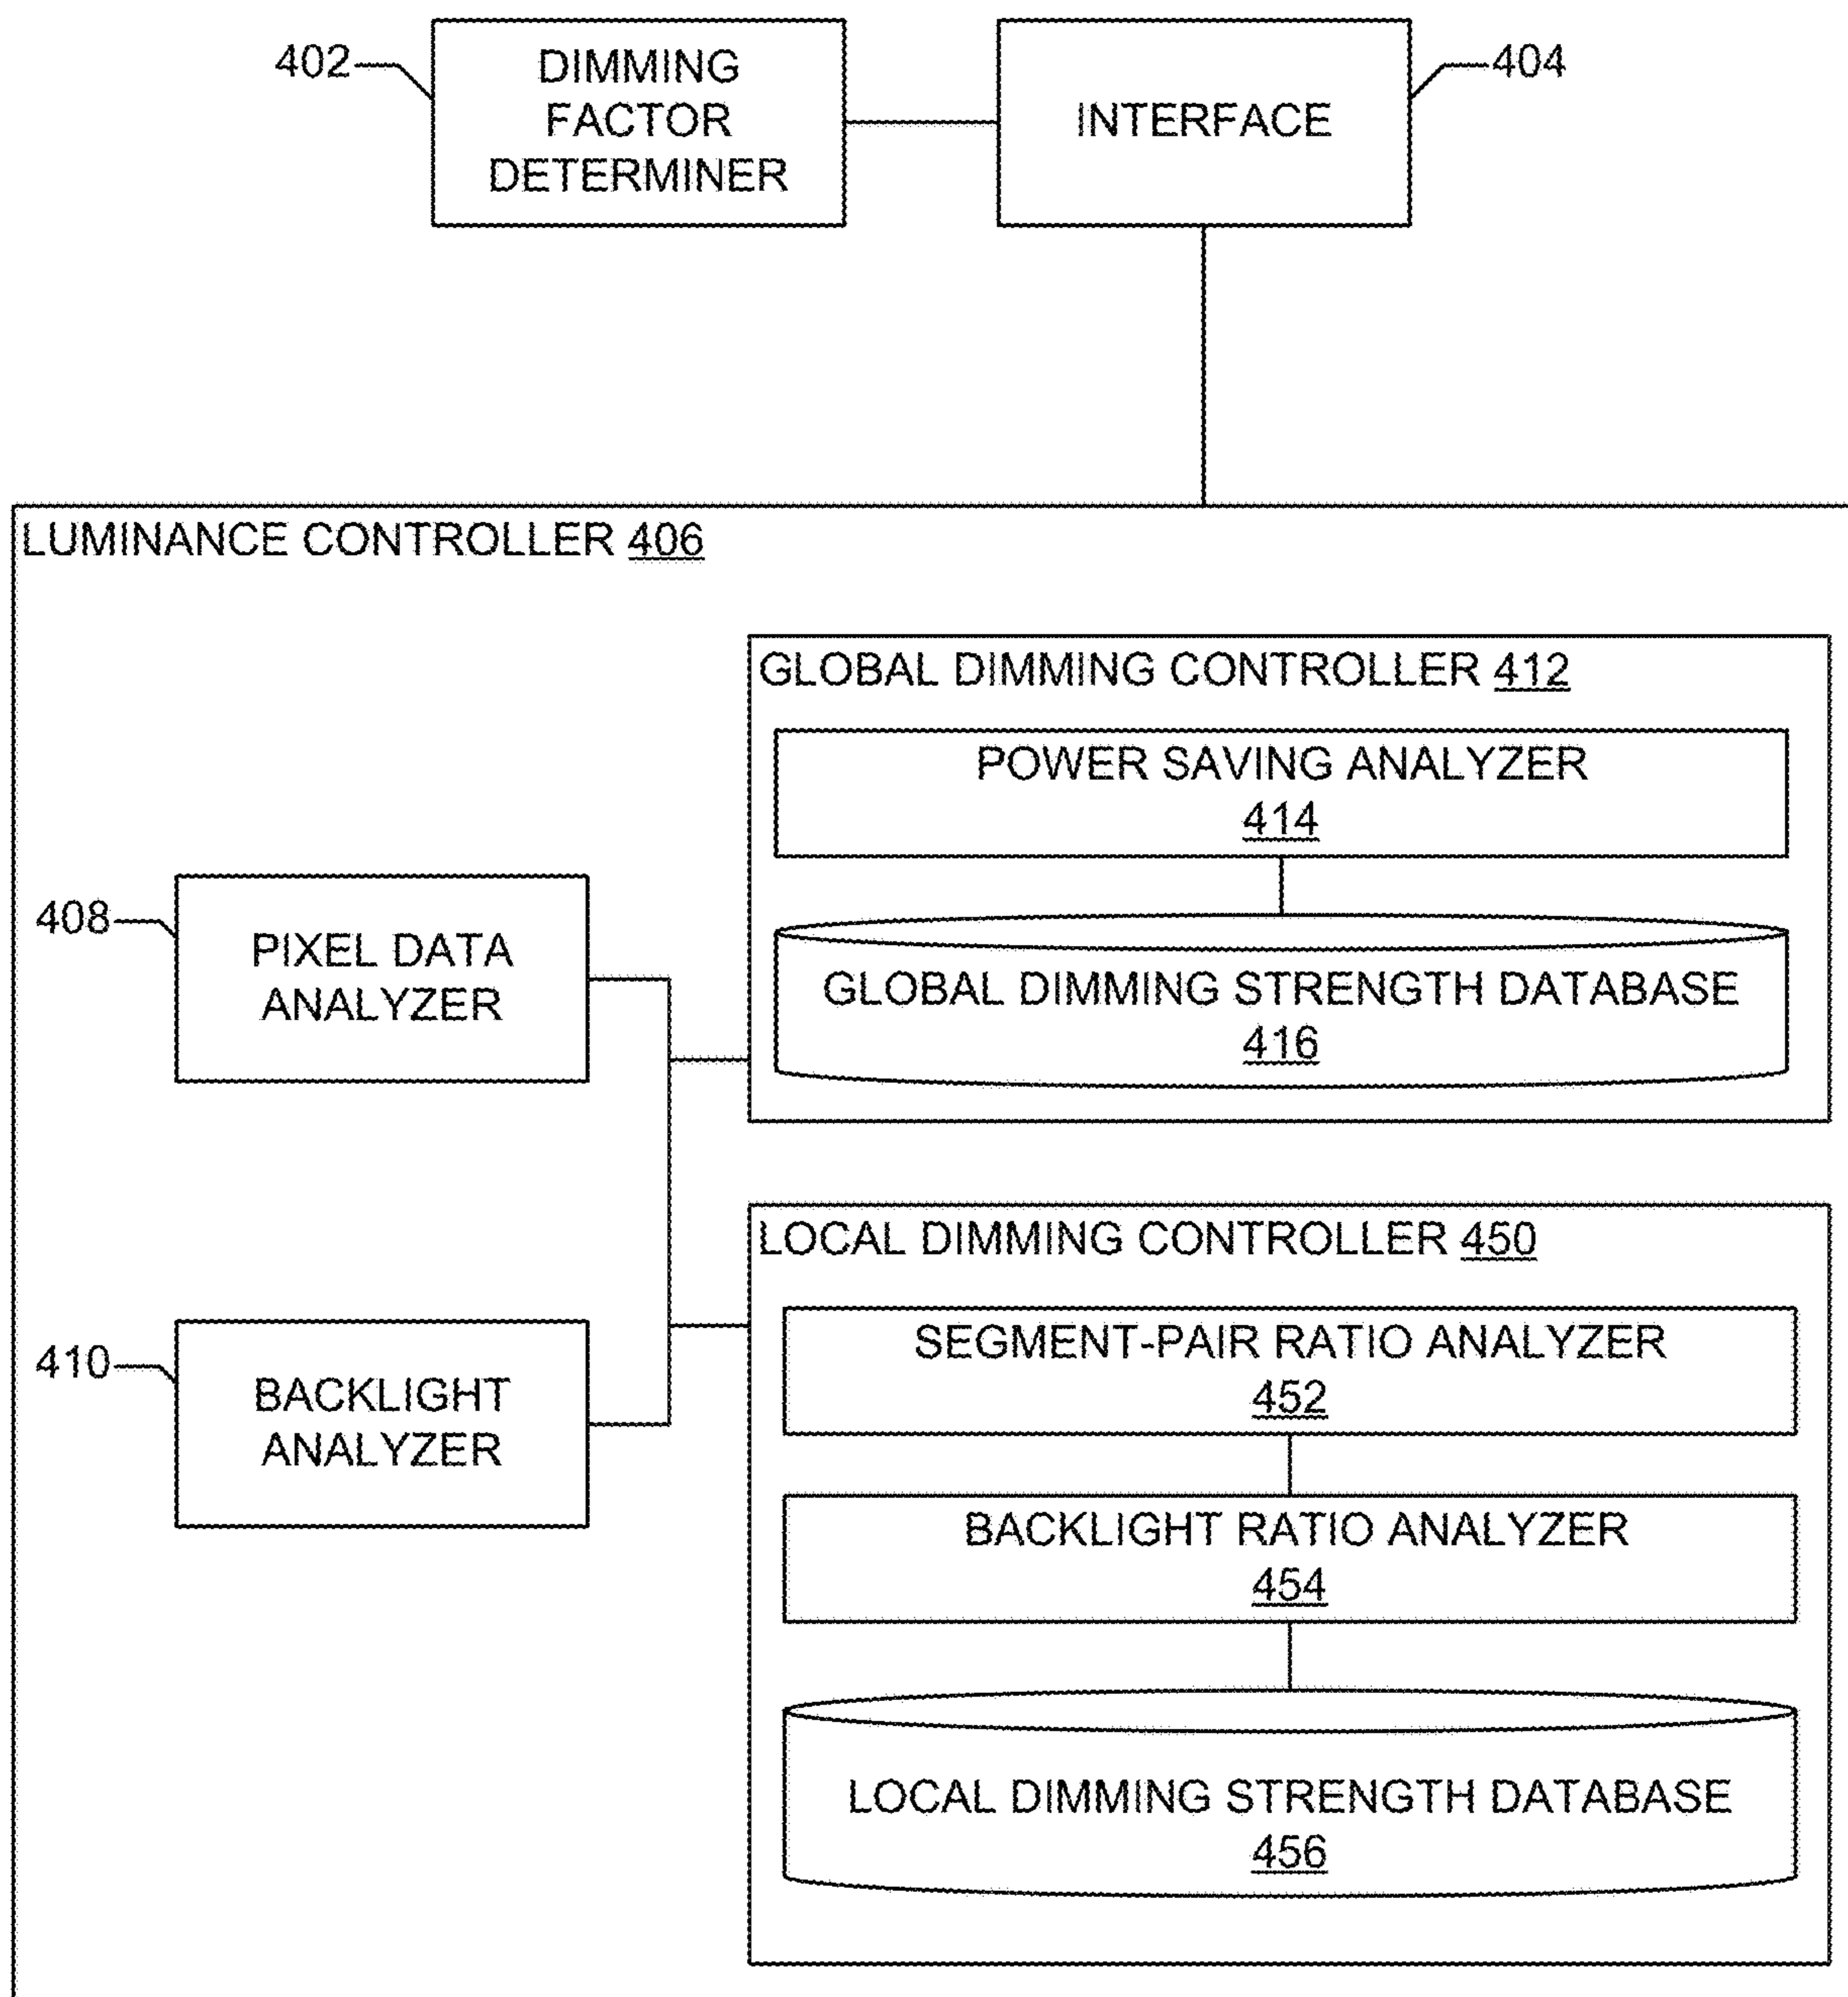 402
DIMMING
FACTOR
DETERMINER
INTERFACE
404
LUMINANCE CONTROLLER 406
GLOBAL DIMMING CONTROLLER 412
POWER SAVING ANALYZER
414
GLOBAL DIMMING STRENGTH DATABASE
416
408
PIXEL DATA
ANALYZER
410
BACKLIGHT
ANALYZER
LOCAL DIMMING CONTROLLER 450
SEGMENT-PAIR RATIO ANALYZER
452
BACKLIGHT RATIO ANALYZER
454
LOCAL DIMMING STRENGTH DATABASE
456